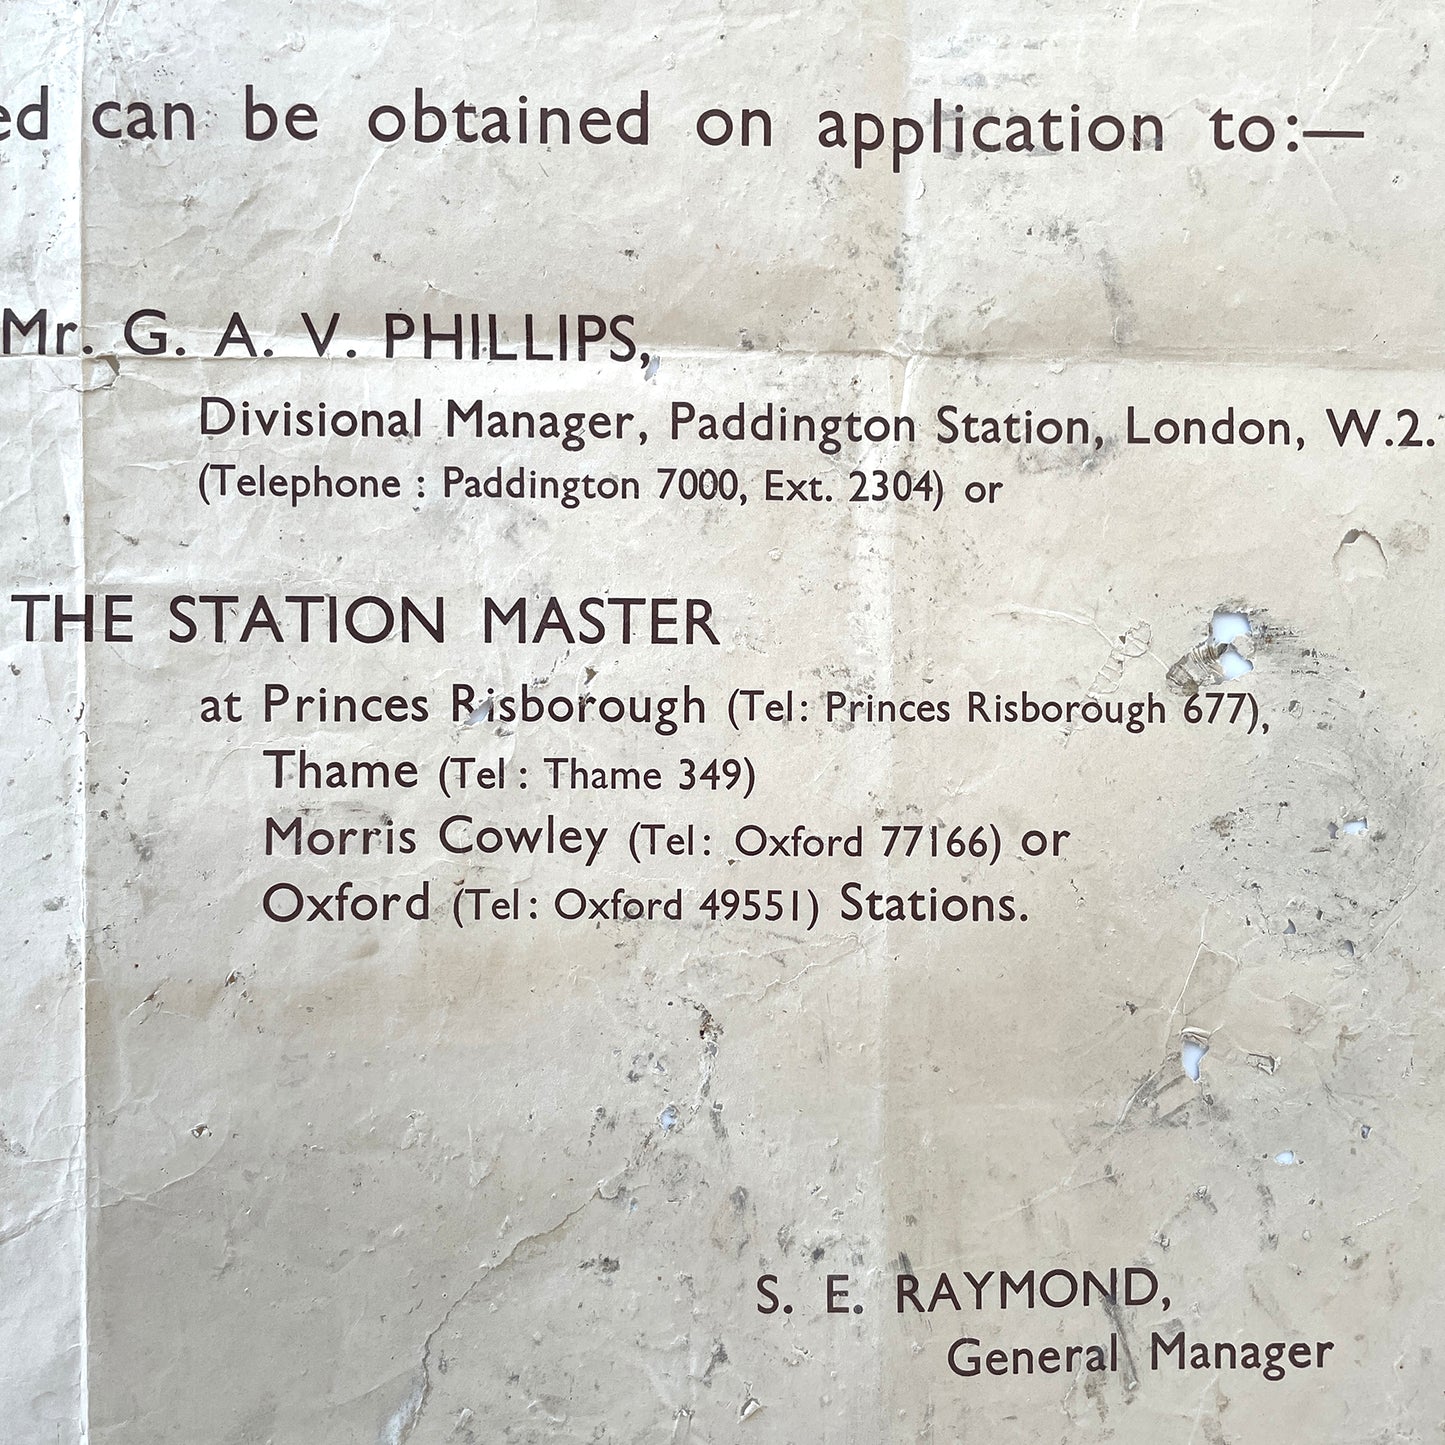 ed can be obtained on application to:—
Mr. G. A. V. PHILLIPS,
Divisional Manager, Paddington Station, London, W.2.
(Telephone : Paddington 7000, Ext. 2304) or
THE STATION MASTER
at Princes Risborough (Tel: Princes Risborough 677),
Thame (Tel : Thame 349)
Morris Cowley (Tel: Oxford 77166) or
Oxford (Tel: Oxford 49551) Stations.
S. E. RAYMOND,
General Manager